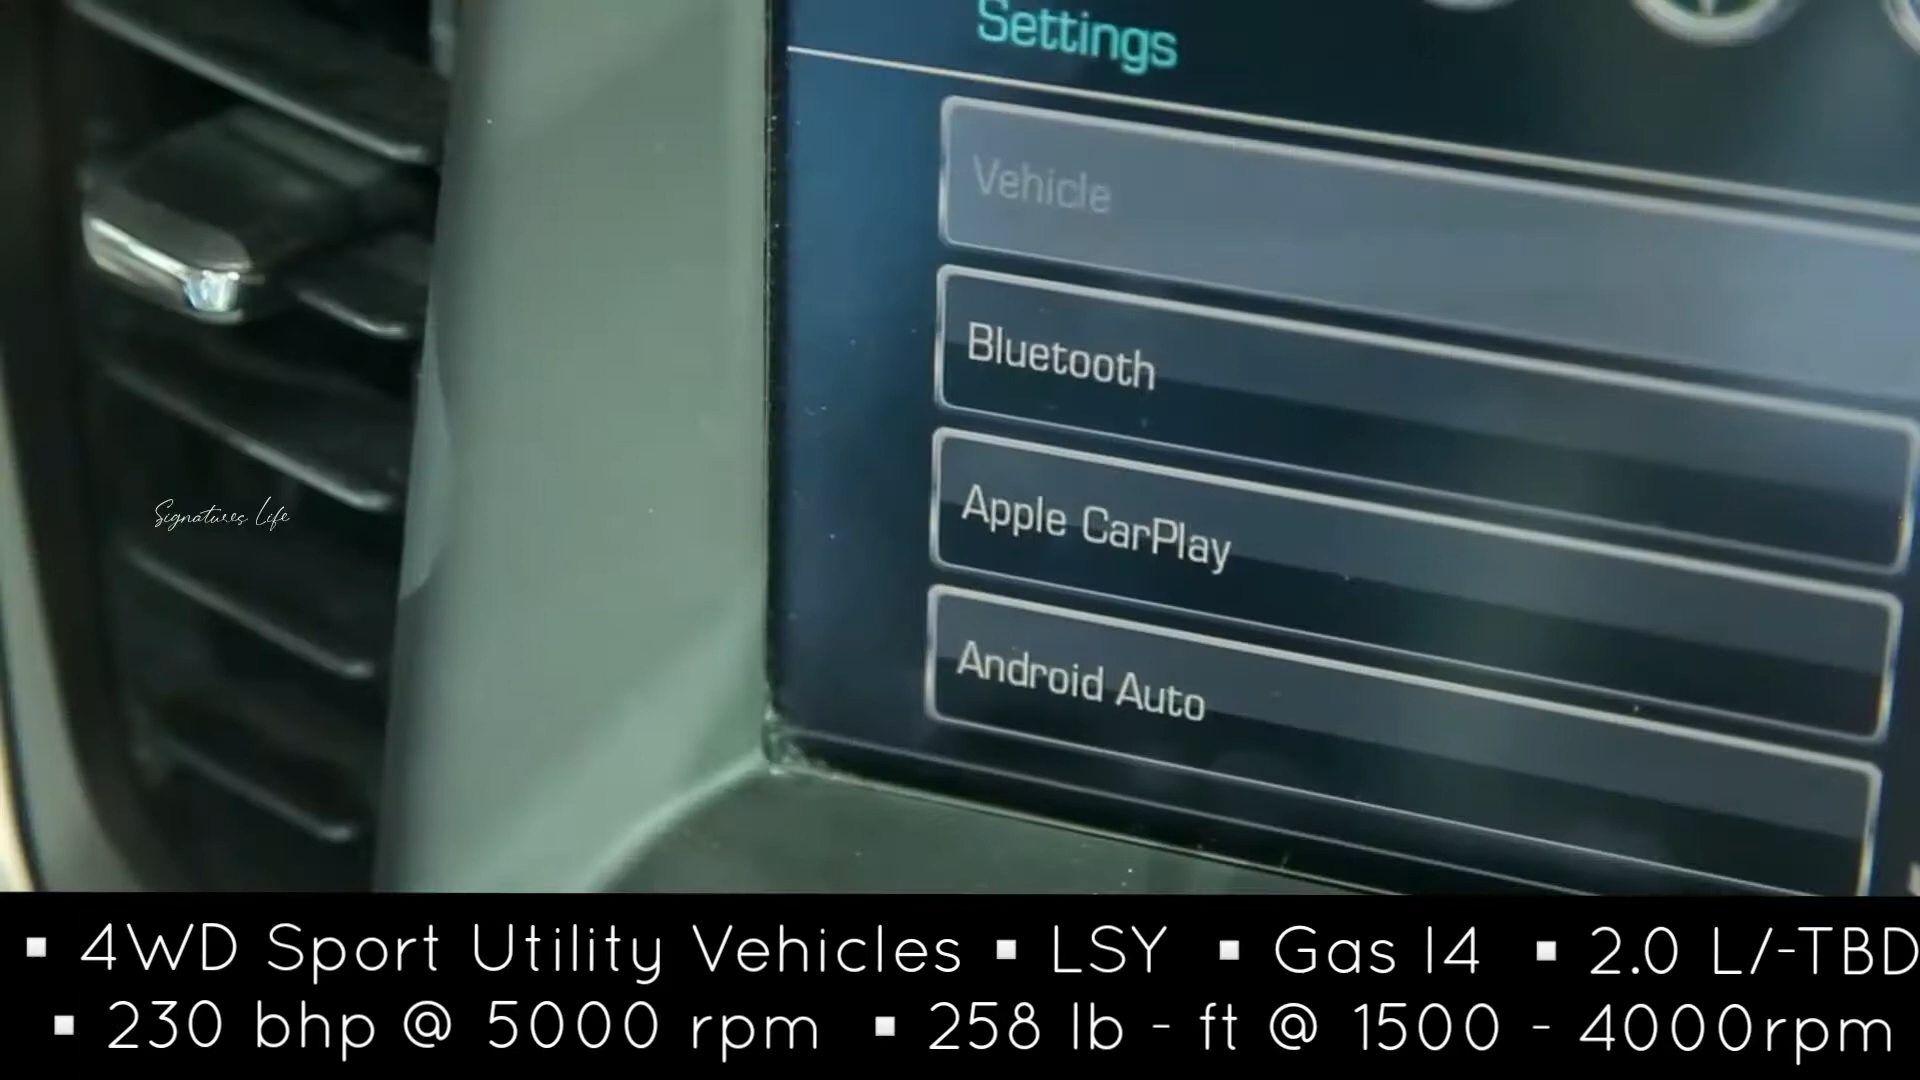 Settings
Vehicle
Bluetooth
Apple CarPlay
Android Auto
Signatures Life
▪ 4WD Sport Utility Vehicles ▪ LSY ▪ Gas I4 ▪ 2.0 L/-TBD
▪ 230 bhp @ 5000 rpm ▪ 258 lb - ft @ 1500 - 4000rpm